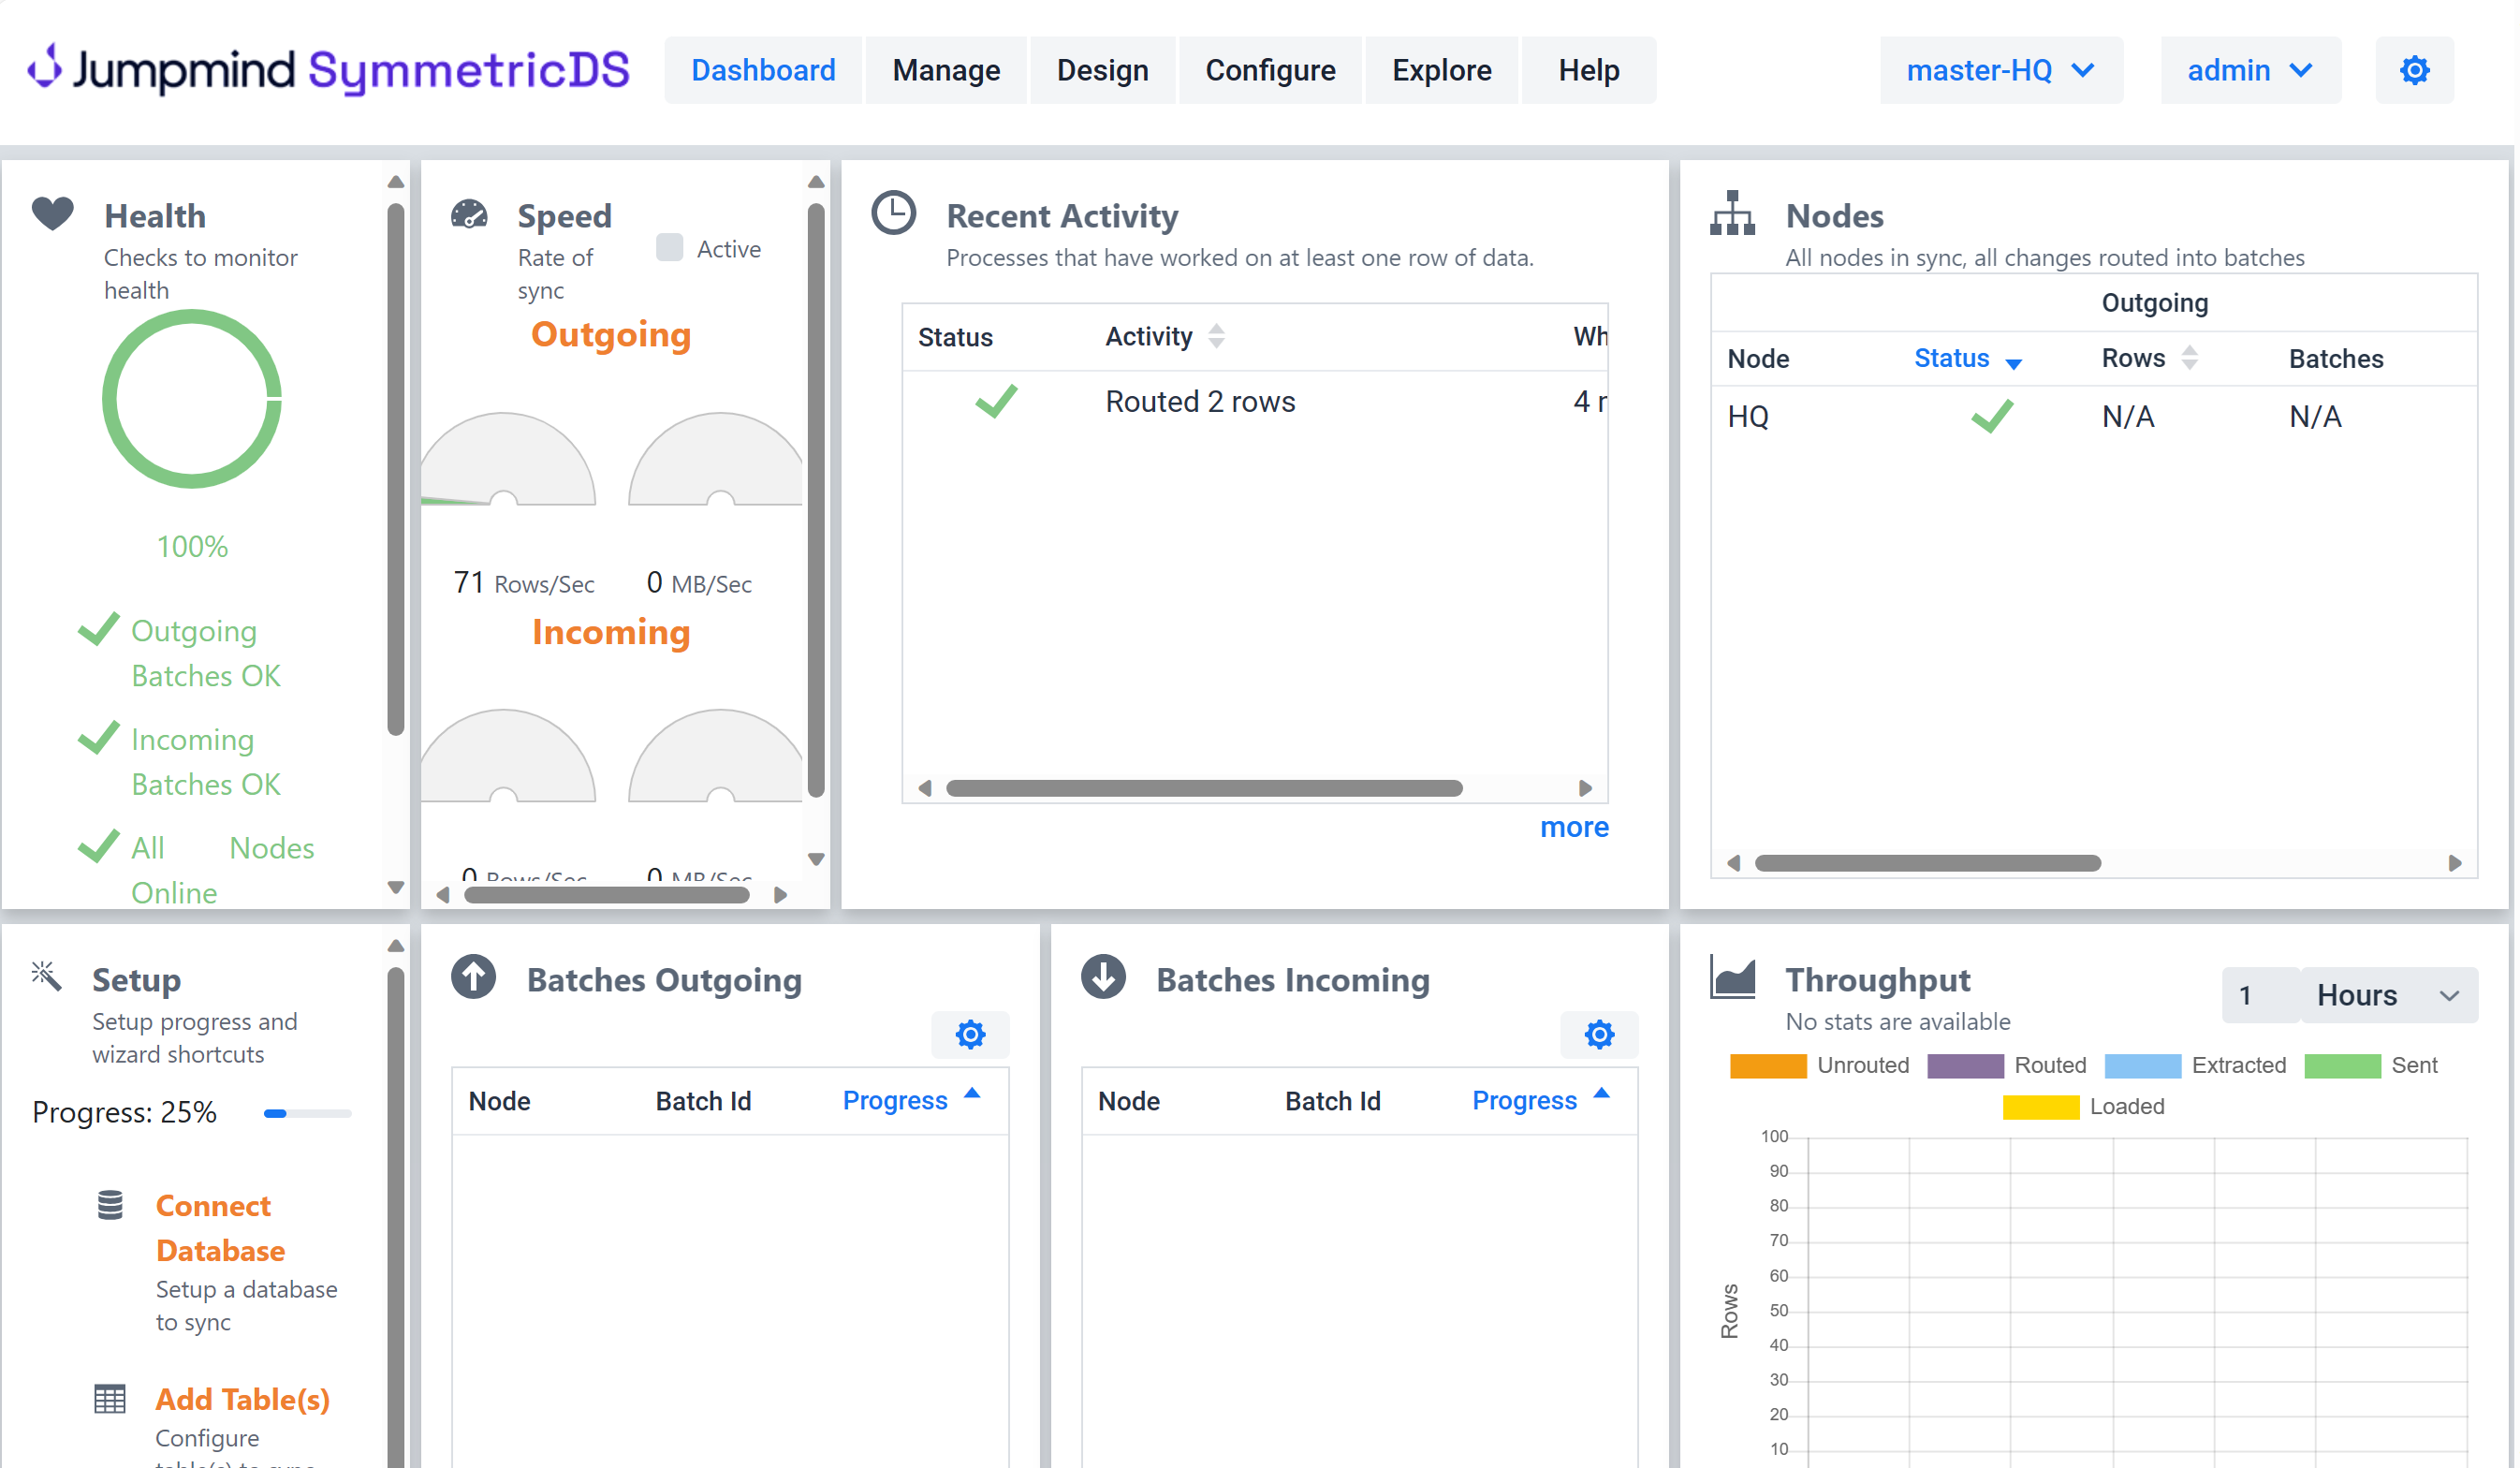 Jumpmind SymmetricDS
Dashboard Manage Design Configure Explore Help
master-HQ admin
Health
Checks to monitor
health
100%
Outgoing
Batches OK
Incoming
Batches OK
All Nodes
Online
Speed
Rate of
sync
Active
Outgoing
71 Rows/Sec 0 MB/Sec
Incoming
0 Rows/Sec 0 MB/Sec
Recent Activity
Processes that have worked on at least one row of data.
Status Activity Wh
Routed 2 rows 4
more
Nodes
All nodes in sync, all changes routed into batches
Outgoing
Node Status Rows Batches
HQ N/A N/A
Setup
Setup progress and
wizard shortcuts
Progress: 25%
Connect
Database
Setup a database
to sync
Add Table(s)
Configure
table(s) to sync
Batches Outgoing
Node Batch Id Progress
Batches Incoming
Node Batch Id Progress
Throughput
No stats are available
1 Hours
Unrouted Routed Extracted Sent
Loaded
100
90
80
70
60
50
40
30
20
10
Rows